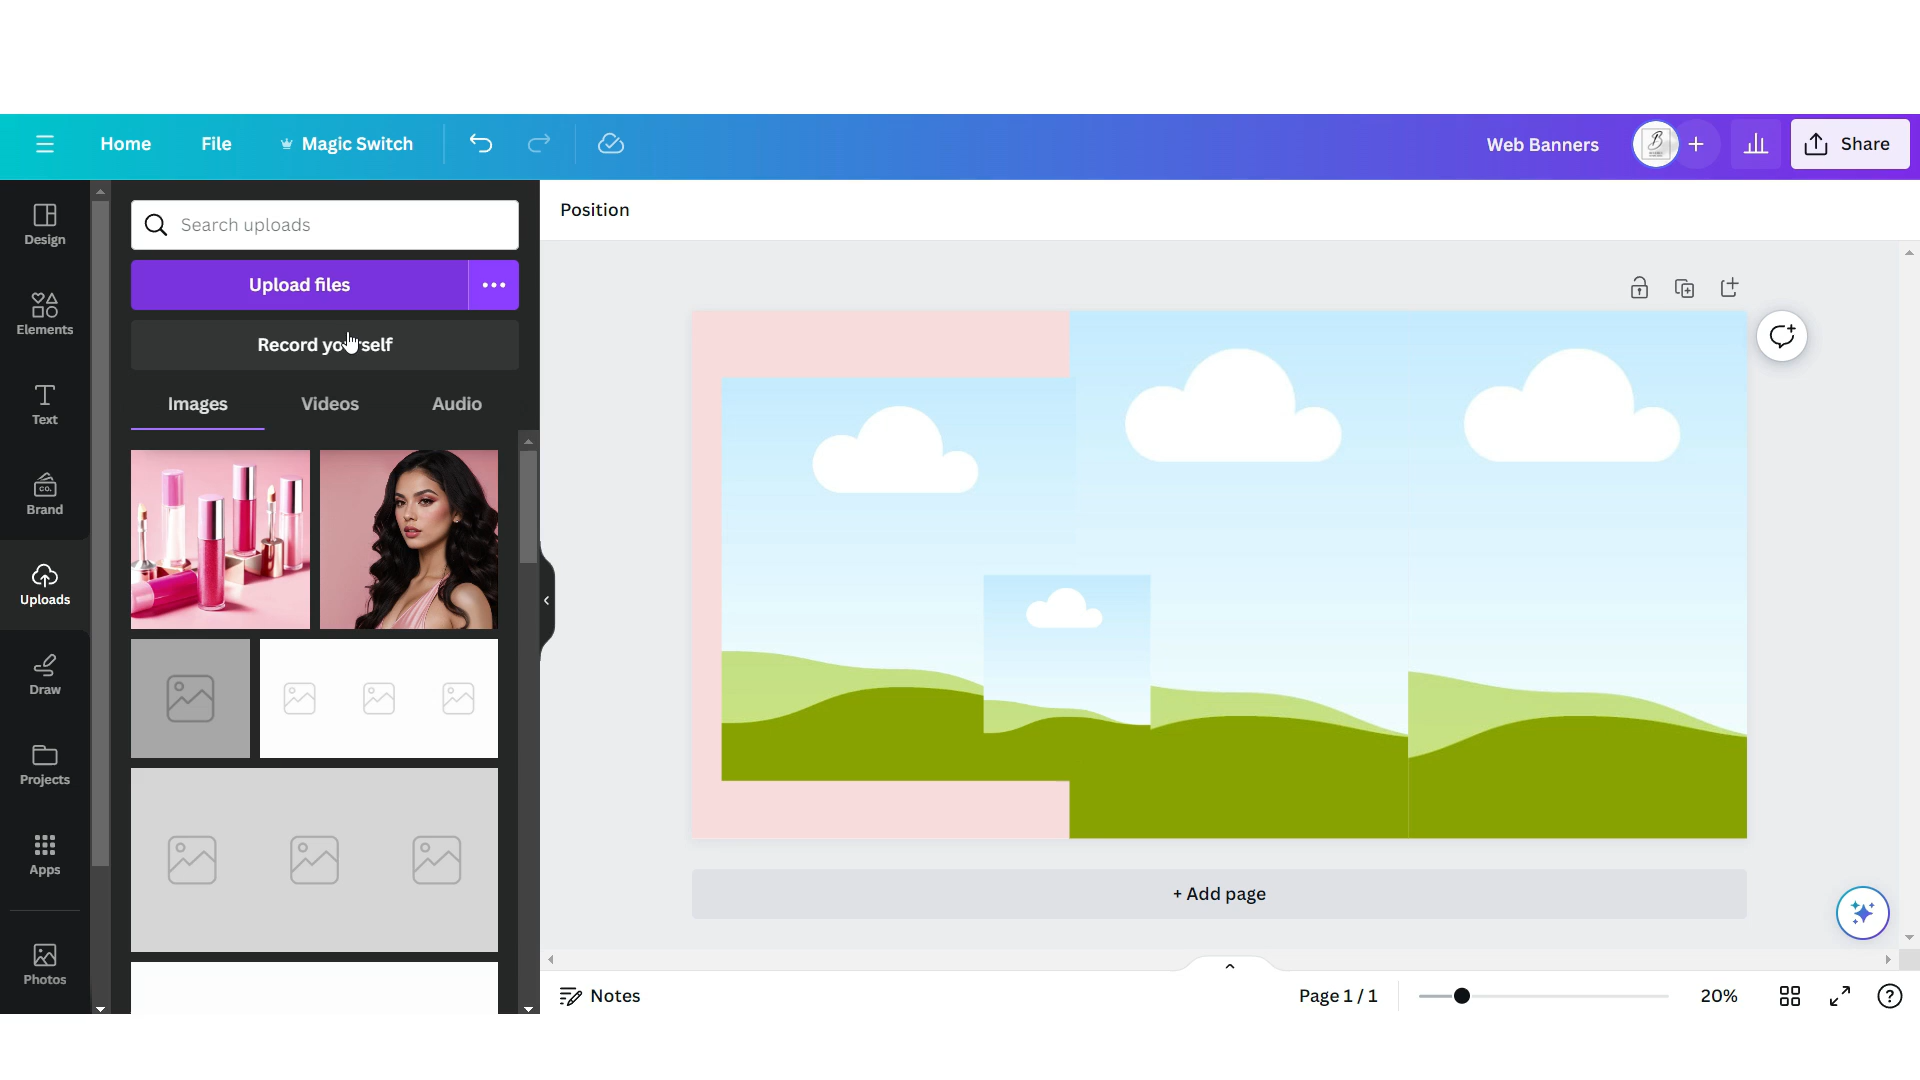 Home File Magic Switch Web Banners Share
Design
Elements
Text
CO.
Brand
Uploads
Draw
Projects
Apps
Photos
Search uploads
Upload files
Record yourself
Images Videos Audio
Position
+ Add page
Notes Page 1 / 1 20%